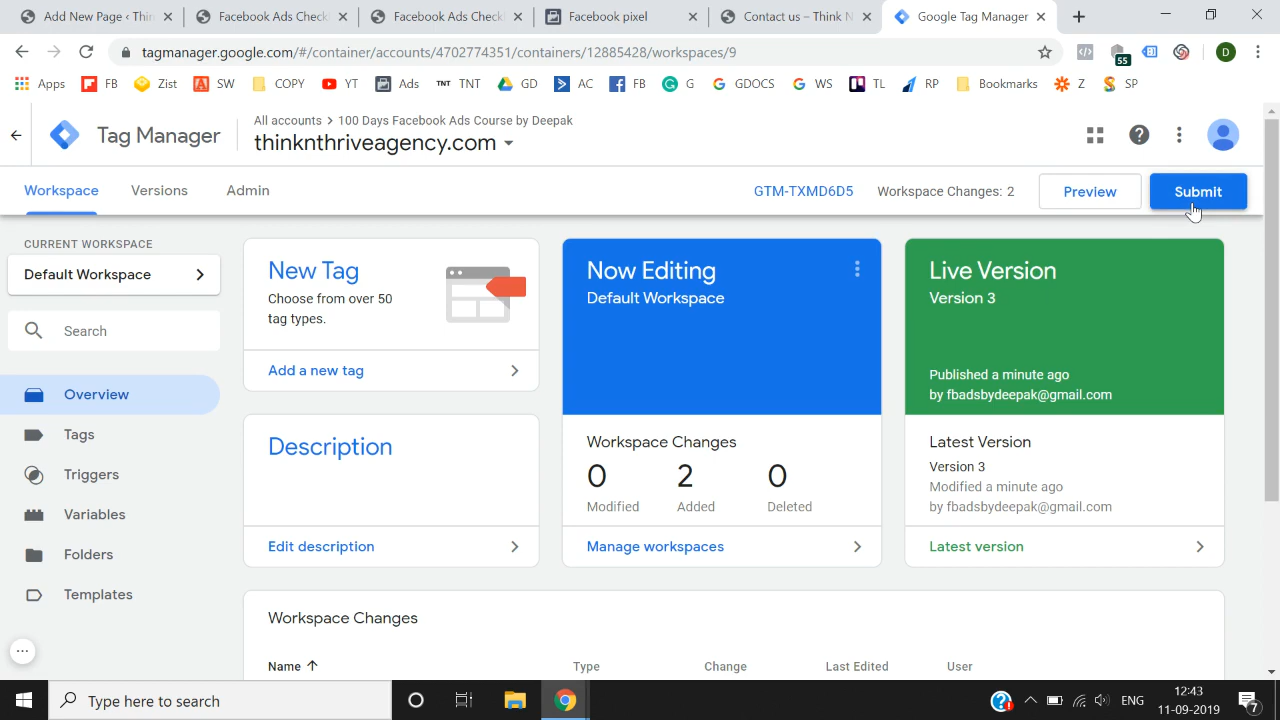 Add New Page ‹ Thin
Facebook Ads Check
Facebook Ads Check
Facebook pixel
Contact us – Think N
Google Tag Manager
tagmanager.google.com/#/container/accounts/4702774351/containers/12885428/workspaces/9
55
D
Apps
FB
Zist
SW
COPY
YT
Ads
TNT TNT
GD
AC
FB
G
GDOCS
WS
TL
RP
Bookmarks
Z
SP
Tag Manager
All accounts > 100 Days Facebook Ads Course by Deepak
thinknthriveagency.com
Workspace
Versions
Admin
GTM-TXMD6D5
Workspace Changes: 2
Preview
Submit
CURRENT WORKSPACE
Default Workspace
Search
Overview
Tags
Triggers
Variables
Folders
Templates
New Tag
Choose from over 50
tag types.
Add a new tag
Description
Edit description
Now Editing
Default Workspace
Workspace Changes
0 2 0
Modified Added Deleted
Manage workspaces
Live Version
Version 3
Published a minute ago
by fbadsbydeepak@gmail.com
Latest Version
Version 3
Modified a minute ago
by fbadsbydeepak@gmail.com
Latest version
Workspace Changes
Name Type Change Last Edited User
Type here to search
ENG
12:43
11-09-2019
7